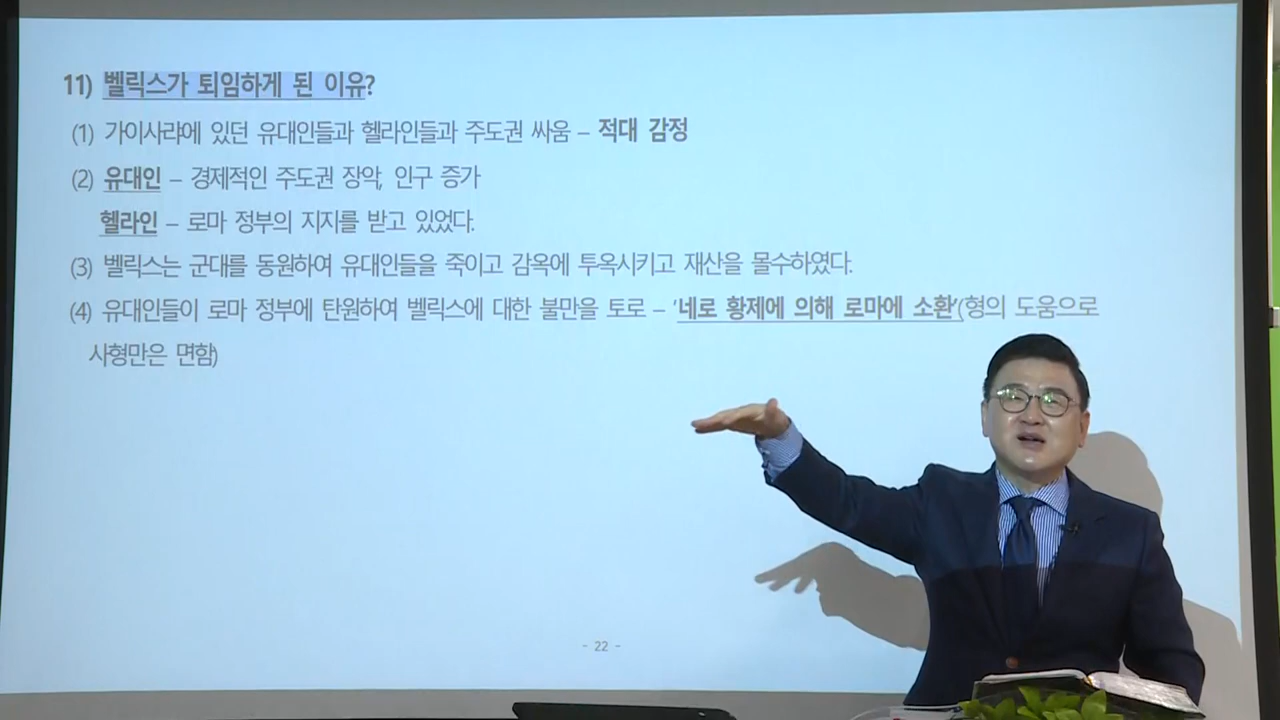 11) 벨릭스가 퇴임하게 된 이유?
(1) 가이사랴에 있던 유대인들과 헬라인들과 주도권 싸움 – 적대 감정
(2) 유대인 – 경제적인 주도권 장악, 인구 증가
헬라인 – 로마 정부의 지지를 받고 있었다.
(3) 벨릭스는 군대를 동원하여 유대인들을 죽이고 감옥에 투옥시키고 재산을 몰수하였다.
(4) 유대인들이 로마 정부에 탄원하여 벨릭스에 대한 불만을 토로 – ‘네로 황제에 의해 로마에 소환’(형의 도움으로
사형만은 면함)
- 22 -